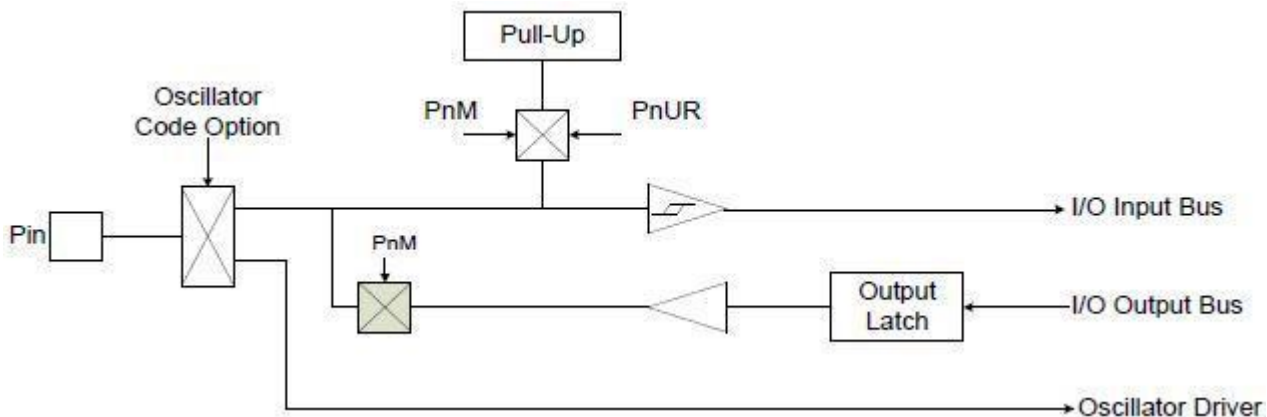 Pull-Up
Oscillator
Code Option
PnM
PnUR
Pin
I/O Input Bus
PnM
Output
Latch
I/O Output Bus
Oscillator Driver